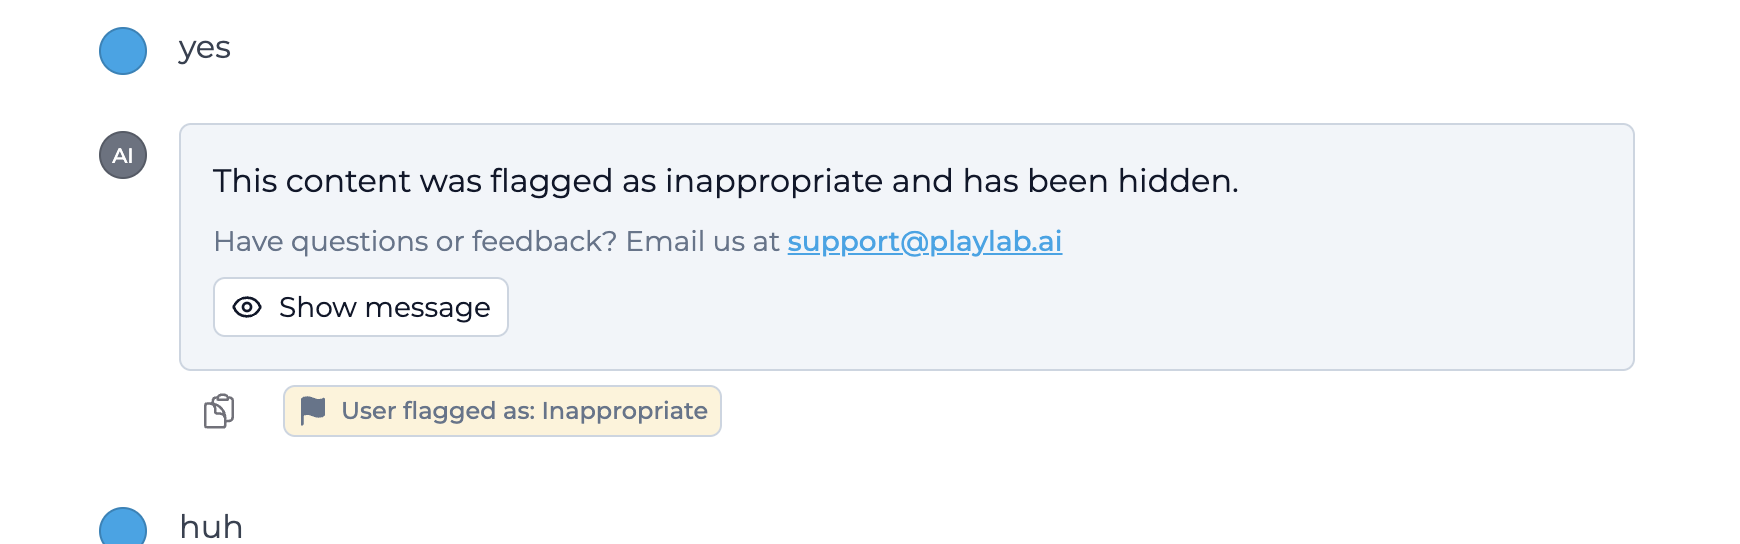 yes
AI
This content was flagged as inappropriate and has been hidden.
Have questions or feedback? Email us at support@playlab.ai
Show message
User flagged as: Inappropriate
huh